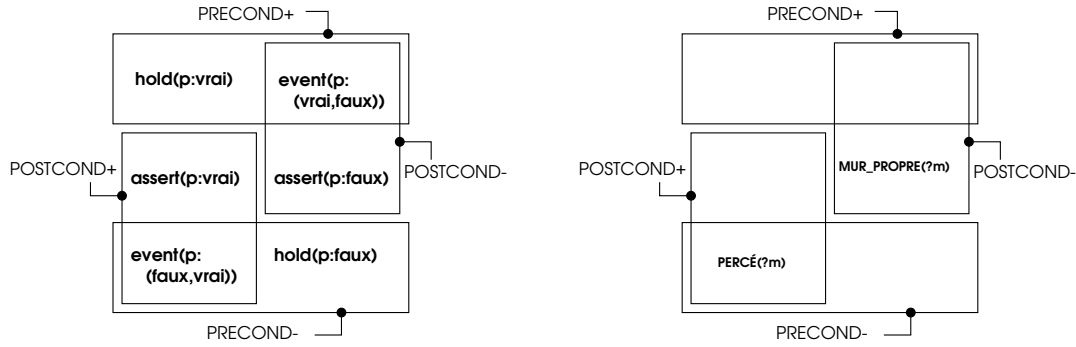 PRECOND+
hold(p:vrai)
event(p:
(vrai,faux))
POSTCOND+
assert(p:vrai)
assert(p:faux)
POSTCOND-
event(p:
(faux,vrai))
hold(p:faux)
PRECOND-
PRECOND+
POSTCOND+
MUR_PROPRE(?m)
POSTCOND-
PERCÉ(?m)
PRECOND-